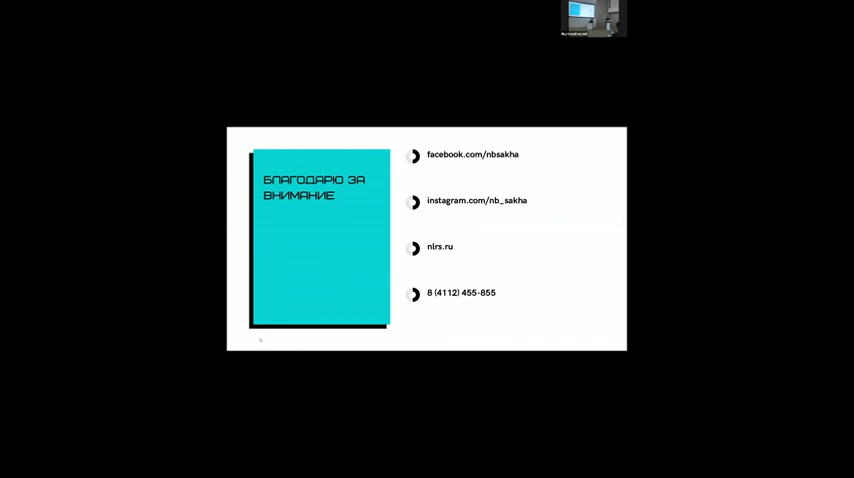 БЛАГОДАРЮ ЗА
ВНИМАНИЕ
facebook.com/nbsakha
instagram.com/nb_sakha
nlrs.ru
8 (4112) 455-855